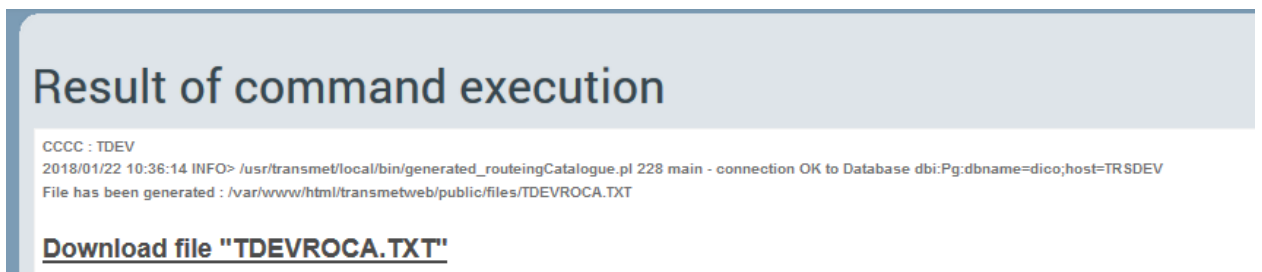 Result of command execution
CCCC : TDEV
2018/01/22 10:36:14 INFO> /usr/transmet/local/bin/generated_routeingCatalogue.pl 228 main - connection OK to Database dbi:Pg:dbname=dico;host=TRSDEV
File has been generated : /var/www/html/transmetweb/public/files/TDEVROCA.TXT
Download file "TDEVROCA.TXT"